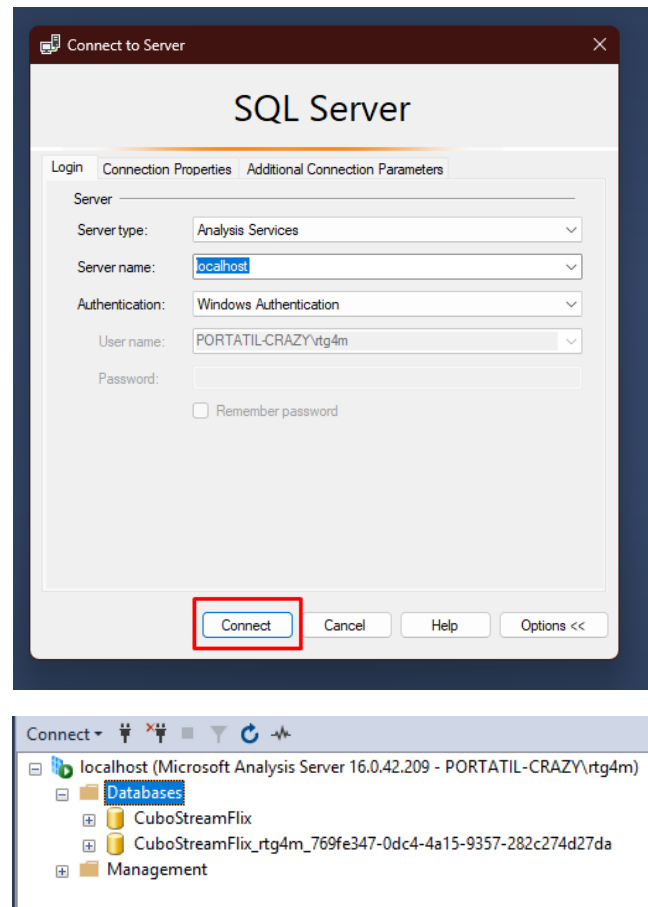 Connect to Server
SQL Server
Login Connection Properties Additional Connection Parameters
Server
Server type: Analysis Services
Server name: localhost
Authentication: Windows Authentication
User name: PORTATIL-CRAZY\rtg4m
Password:
Remember password
Connect Cancel Help Options <<
Connect
localhost (Microsoft Analysis Server 16.0.42.209 - PORTATIL-CRAZY\rtg4m)
Databases
CuboStreamFlix
CuboStreamFlix_rtg4m_769fe347-0dc4-4a15-9357-282c274d27da
Management